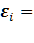 𝜺ᵢ =